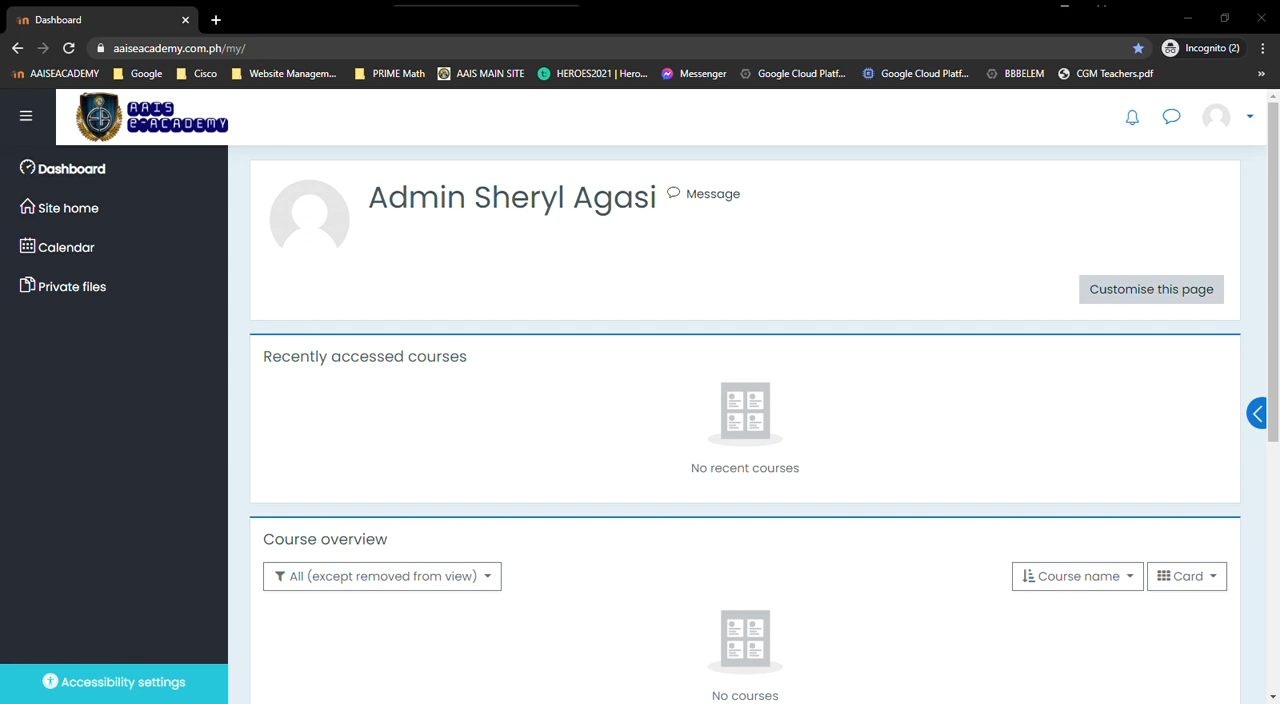 Dashboard
aaiseacademy.com.ph/my/
Incognito (2)
AAISEACADEMY
Google
Cisco
Website Managem...
PRIME Math
AAIS MAIN SITE
HEROES2021 | Hero...
Messenger
Google Cloud Platf...
Google Cloud Platf...
BBBELEM
CGM Teachers.pdf
AAIS
e-ACADEMY
Dashboard
Site home
Calendar
Private files
Accessibility settings
Admin Sheryl Agasi
Message
Customise this page
Recently accessed courses
No recent courses
Course overview
All (except removed from view)
Course name
Card
No courses